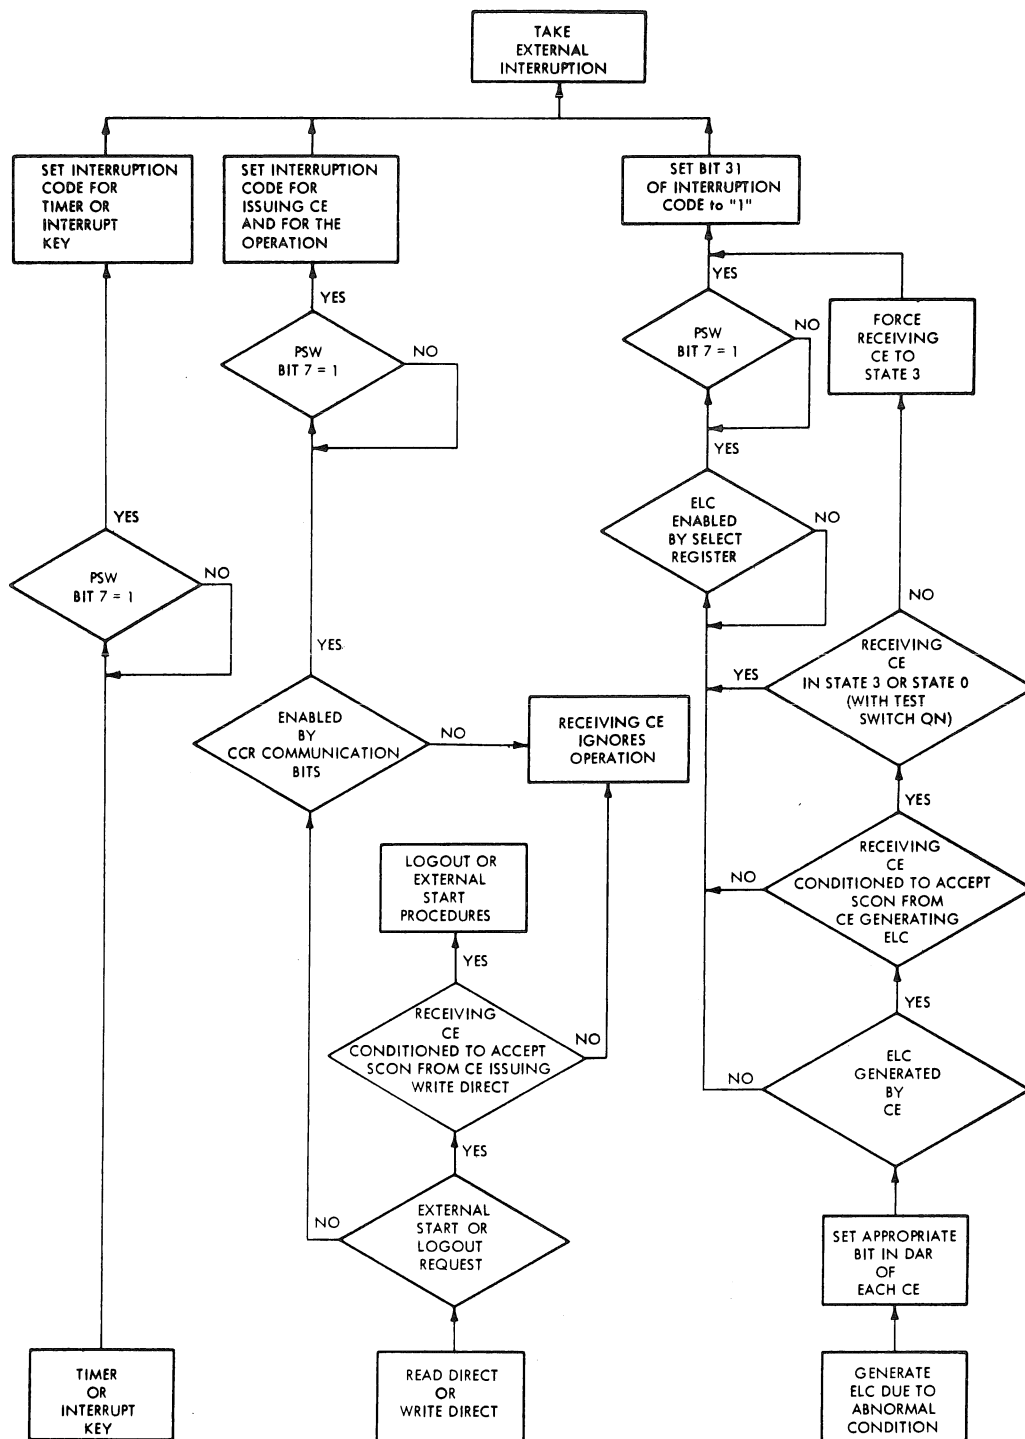 TAKE
EXTERNAL
INTERRUPTION
SET INTERRUPTION
CODE FOR
TIMER OR
INTERRUPT
KEY
SET INTERRUPTION
CODE FOR
ISSUING CE
AND FOR THE
OPERATION
SET BIT 31
OF INTERRUPTION
CODE to "1"
YES
YES
PSW
BIT 7 = 1
NO
PSW
BIT 7 = 1
NO
FORCE
RECEIVING
CE TO
STATE 3
YES
ELC
ENABLED
BY SELECT
REGISTER
NO
YES
PSW
BIT 7 = 1
NO
NO
YES
RECEIVING
CE
IN STATE 3 OR STATE 0
(WITH TEST
SWITCH ON)
YES
ENABLED
BY
CCR COMMUNICATION
BITS
NO
RECEIVING CE
IGNORES
OPERATION
YES
LOGOUT OR
EXTERNAL
START
PROCEDURES
RECEIVING
CE
CONDITIONED TO ACCEPT
SCON FROM
CE GENERATING
ELC
NO
YES
YES
RECEIVING
CE
CONDITIONED TO ACCEPT
SCON FROM CE ISSUING
WRITE DIRECT
NO
ELC
GENERATED
BY
CE
NO
YES
EXTERNAL
START OR
LOGOUT
REQUEST
NO
SET APPROPRIATE
BIT IN DAR
OF
EACH CE
TIMER
OR
INTERRUPT
KEY
READ DIRECT
OR
WRITE DIRECT
GENERATE
ELC DUE TO
ABNORMAL
CONDITION